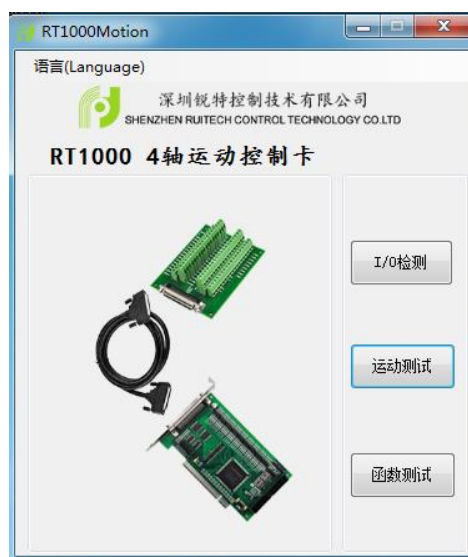 RT1000Motion
语言(Language)
深圳锐特控制技术有限公司
SHENZHEN RUITECH CONTROL TECHNOLOGY CO.LTD
RT1000 4轴运动控制卡
I/O检测
运动测试
函数测试